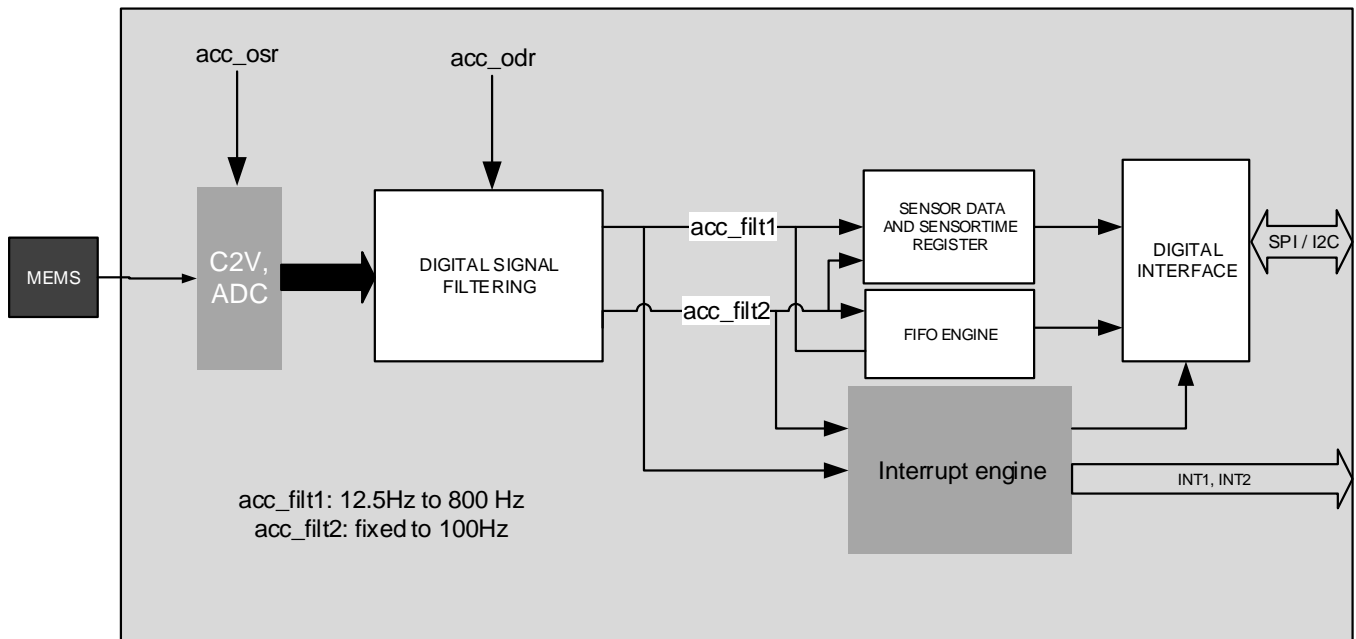 acc_osr
acc_odr
MEMS
C2V,
ADC
DIGITAL SIGNAL
FILTERING
acc_filt1
acc_filt2
SENSOR DATA
AND SENSORTIME
REGISTER
FIFO ENGINE
DIGITAL
INTERFACE
SPI / I2C
Interrupt engine
INT1, INT2
acc_filt1: 12.5Hz to 800 Hz
acc_filt2: fixed to 100Hz